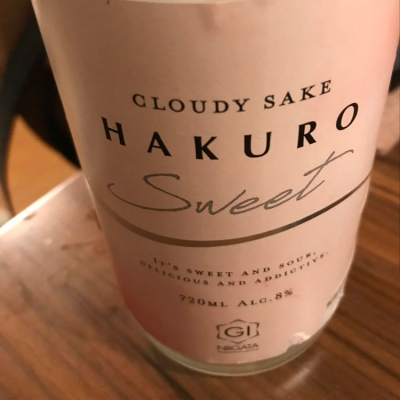 CLOUDY SAKE
HAKURO
Sweet
IT'S SWEET AND SOUR,
DELICIOUS AND ADDICTIVE.
720ML ALC.8%
GI
NIIGATA